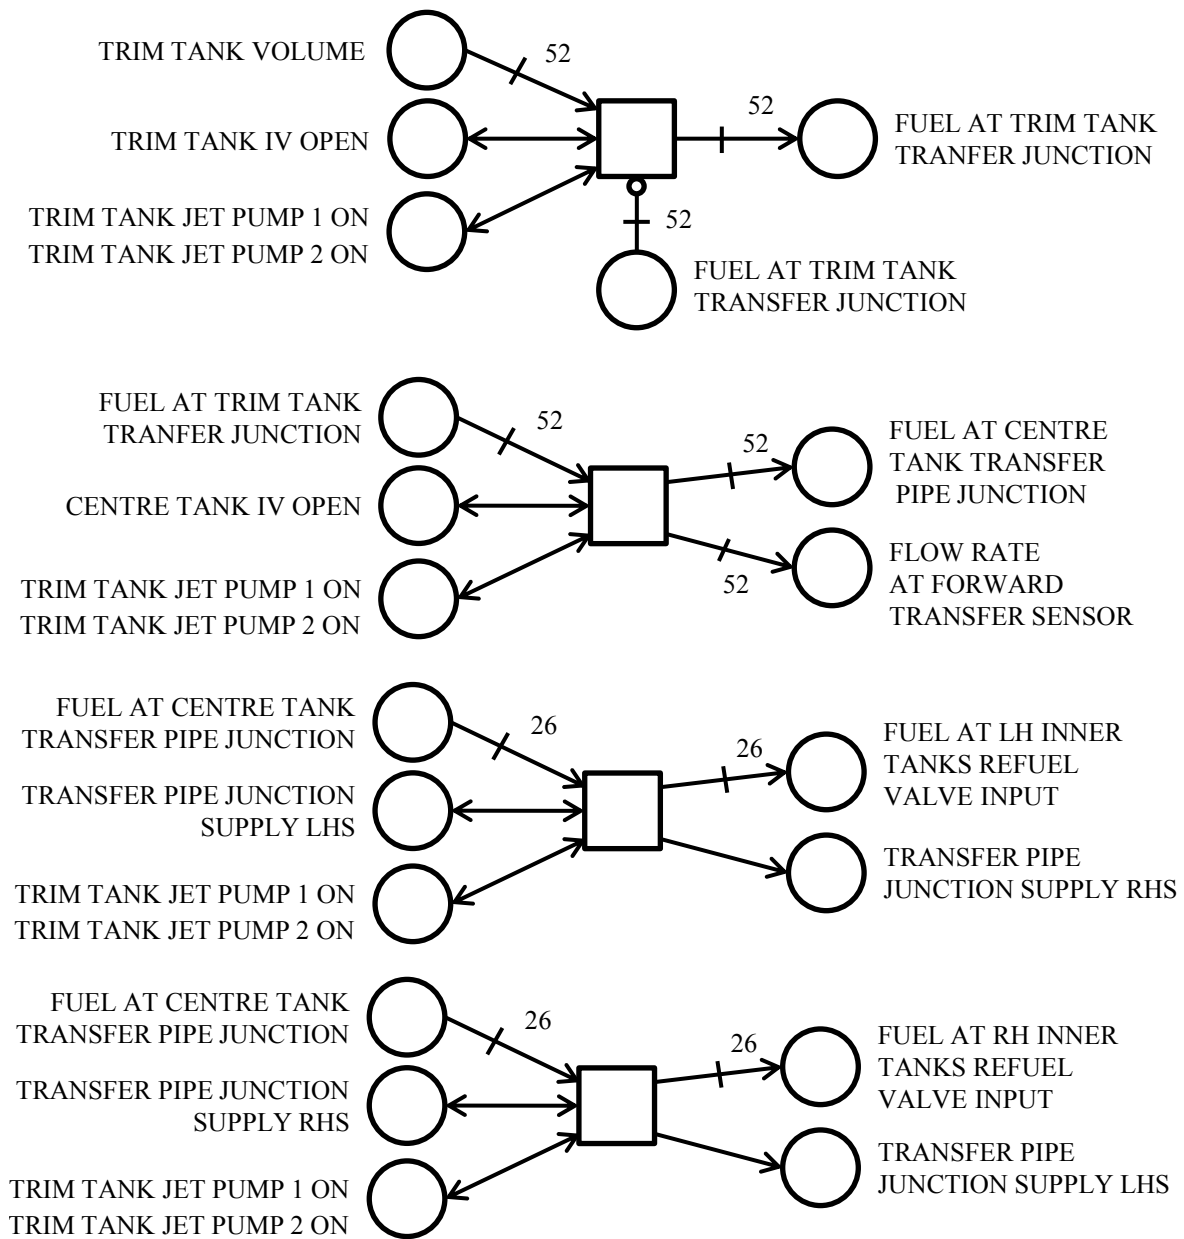 TRIM TANK VOLUME
52
TRIM TANK IV OPEN
TRIM TANK JET PUMP 1 ON
TRIM TANK JET PUMP 2 ON
52
FUEL AT TRIM TANK
TRANFER JUNCTION
52
FUEL AT TRIM TANK
TRANSFER JUNCTION
FUEL AT TRIM TANK
TRANFER JUNCTION
52
CENTRE TANK IV OPEN
TRIM TANK JET PUMP 1 ON
TRIM TANK JET PUMP 2 ON
52
FUEL AT CENTRE
TANK TRANSFER
PIPE JUNCTION
52
FLOW RATE
AT FORWARD
TRANSFER SENSOR
FUEL AT CENTRE TANK
TRANSFER PIPE JUNCTION
26
TRANSFER PIPE JUNCTION
SUPPLY LHS
TRIM TANK JET PUMP 1 ON
TRIM TANK JET PUMP 2 ON
26
FUEL AT LH INNER
TANKS REFUEL
VALVE INPUT
TRANSFER PIPE
JUNCTION SUPPLY RHS
FUEL AT CENTRE TANK
TRANSFER PIPE JUNCTION
26
TRANSFER PIPE JUNCTION
SUPPLY RHS
TRIM TANK JET PUMP 1 ON
TRIM TANK JET PUMP 2 ON
26
FUEL AT RH INNER
TANKS REFUEL
VALVE INPUT
TRANSFER PIPE
JUNCTION SUPPLY LHS